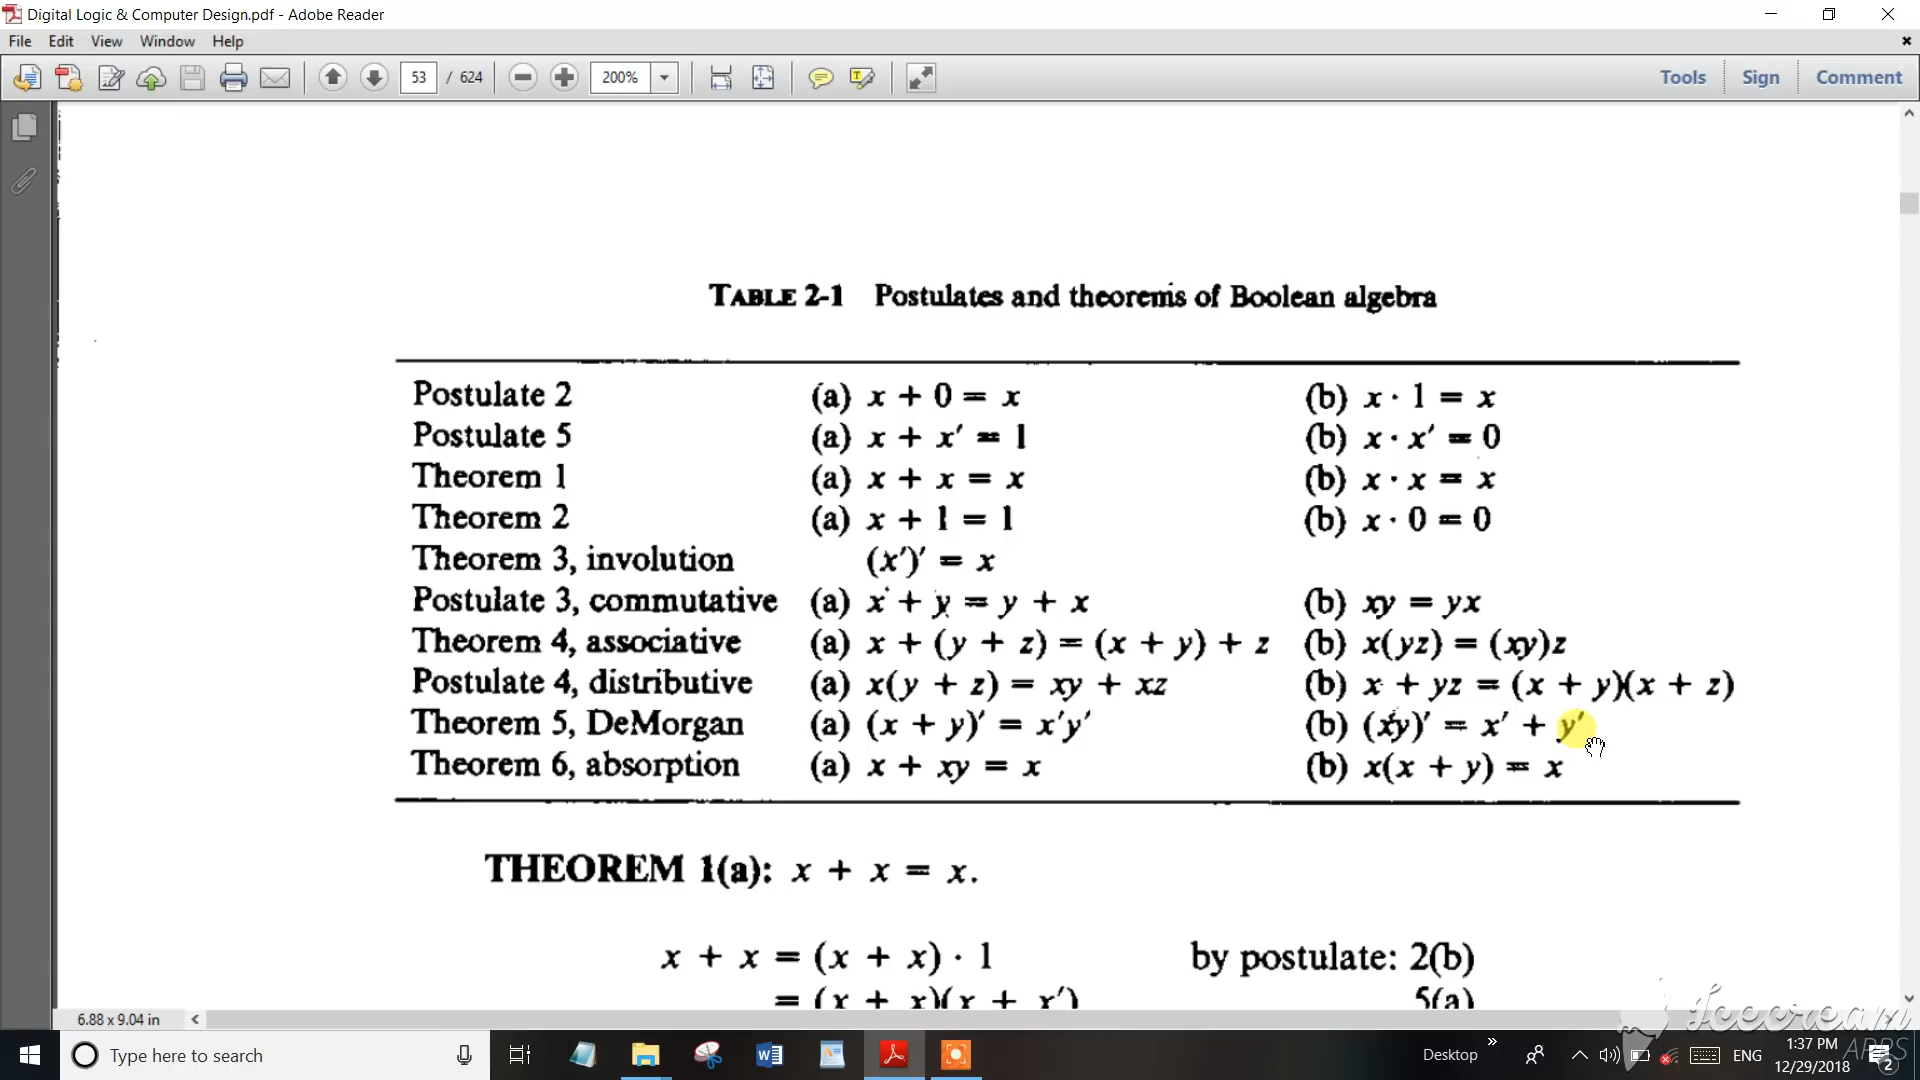 Digital Logic & Computer Design.pdf - Adobe Reader
File Edit View Window Help
53 / 624 200% Tools Sign Comment
TABLE 2-1 Postulates and theorems of Boolean algebra
Postulate 2 (a) x + 0 = x (b) x · 1 = x
Postulate 5 (a) x + x′ = 1 (b) x · x′ = 0
Theorem 1 (a) x + x = x (b) x · x = x
Theorem 2 (a) x + 1 = 1 (b) x · 0 = 0
Theorem 3, involution (x′)′ = x
Postulate 3, commutative (a) x + y = y + x (b) xy = yx
Theorem 4, associative (a) x + (y + z) = (x + y) + z (b) x(yz) = (xy)z
Postulate 4, distributive (a) x(y + z) = xy + xz (b) x + yz = (x + y)(x + z)
Theorem 5, DeMorgan (a) (x + y)′ = x′y′ (b) (xy)′ = x′ + y′
Theorem 6, absorption (a) x + xy = x (b) x(x + y) = x
THEOREM 1(a): x + x = x.
x + x = (x + x) · 1 by postulate: 2(b)
= (x + x)(x + x′) 5(a)
6.88 x 9.04 in
Icecream
APPS
Type here to search
Desktop » ENG 1:37 PM
12/29/2018 2